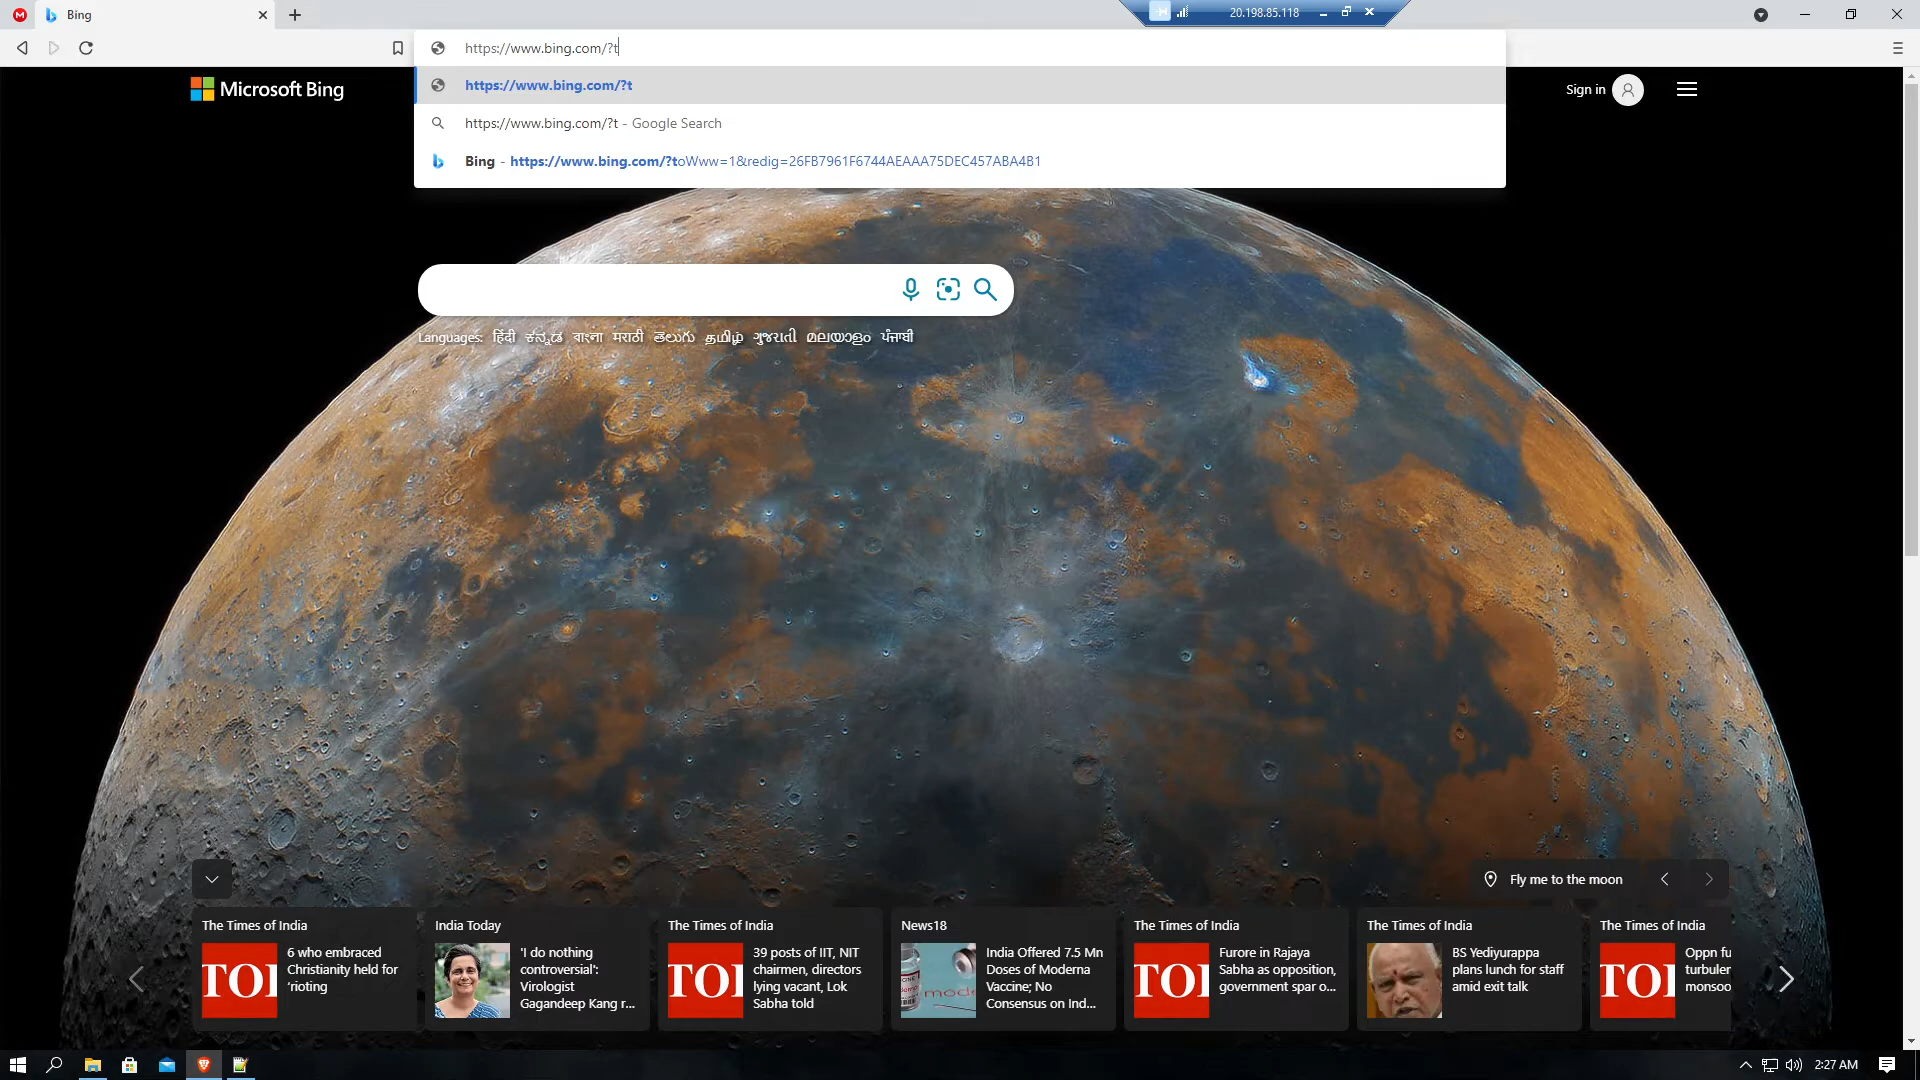 Bing
20.198.85.118
https://www.bing.com/?t
https://www.bing.com/?t
https://www.bing.com/?t - Google Search
Bing - https://www.bing.com/?toWww=1&redig=26FB7961F6744AEAAA75DEC457ABA4B1
Microsoft Bing
Sign in
Languages: हिंदी ಕನ್ನಡ বাংলা मराठी తెలుగు தமிழ் ગુજરાતી മലയാളം ਪੰਜਾਬੀ
Fly me to the moon
The Times of India
6 who embraced
Christianity held for
‘rioting
TOI
India Today
'I do nothing
controversial':
Virologist
Gagandeep Kang r...
The Times of India
39 posts of IIT, NIT
chairmen, directors
lying vacant, Lok
Sabha told
TOI
News18
India Offered 7.5 Mn
Doses of Moderna
Vaccine; No
Consensus on Ind...
The Times of India
Furore in Rajaya
Sabha as opposition,
government spar o...
TOI
The Times of India
BS Yediyurappa
plans lunch for staff
amid exit talk
The Times of India
Oppn fu
turbuler
monsoo
TOI
2:27 AM